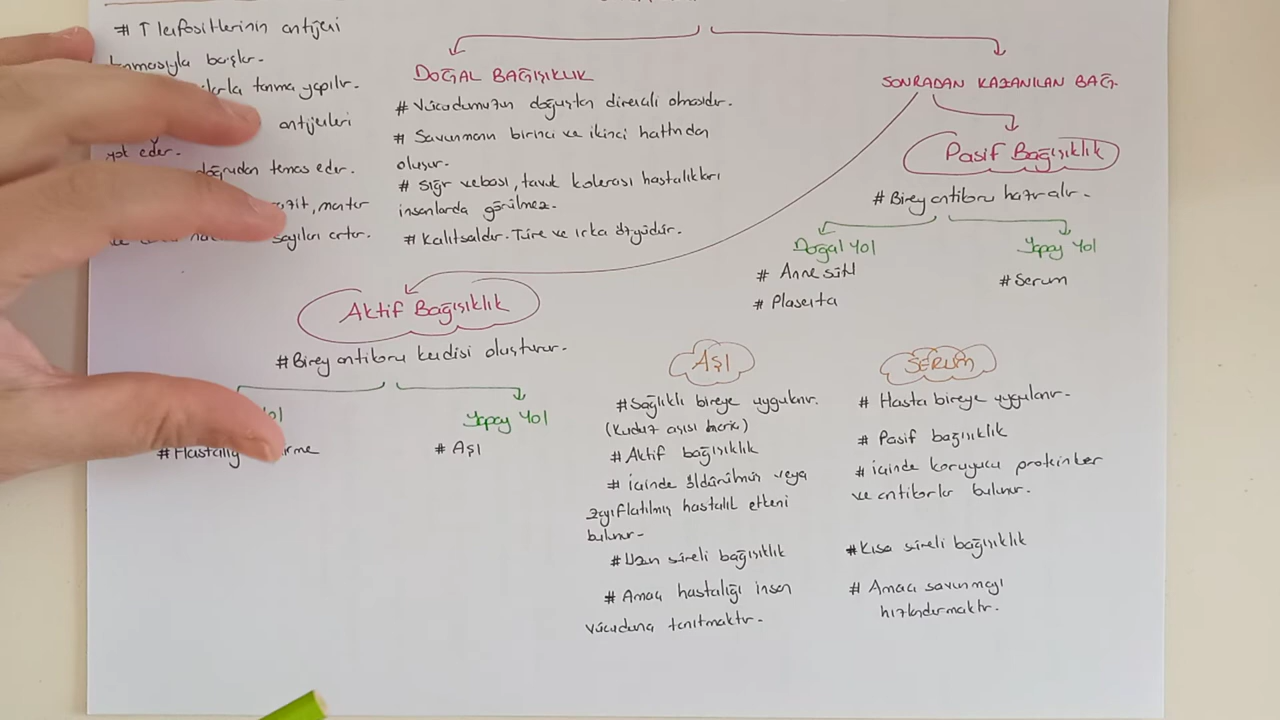 # T lenfositlerinin antijeni
tanımasıyla başlar.
tanıma yapılır.
antijenleri
yok eder.
doğrudan temas eder.
mantar
sayıları artar.
DOĞAL BAĞIŞIKLIK
# Vücudumuzun doğuştan dirençli olmasıdır.
# Savunmanın birinci ve ikinci hattından
oluşur.
# Sığır vebası, tavuk kolerası hastalıkları
insanlarda görülmez.
# Kalıtsaldır. Türe ve ırka özgüdür.
SONRADAN KAZANILAN BAĞ.
Pasif Bağışıklık
# Birey antikoru hazır alır.
Doğal Yol
# Anne sütü
# Plasenta
Yapay Yol
# Serum
Aktif Bağışıklık
# Birey antikoru kendisi oluşturur.
Yapay Yol
# Aşı
AŞI
# Sağlıklı bireye uygulanır.
(Kuduz aşısı hariç)
# Aktif bağışıklık
# İçinde öldürülmüş veya
zayıflatılmış hastalık etkeni
bulunur.
# Uzun süreli bağışıklık
# Amaç hastalığı insan
vücuduna tanıtmaktır.
SERUM
# Hasta bireye uygulanır.
# Pasif bağışıklık
# İçinde koruyucu proteinler
ve antikorlar bulunur.
# Kısa süreli bağışıklık
# Amacı savunmayı
hızlandırmaktır.